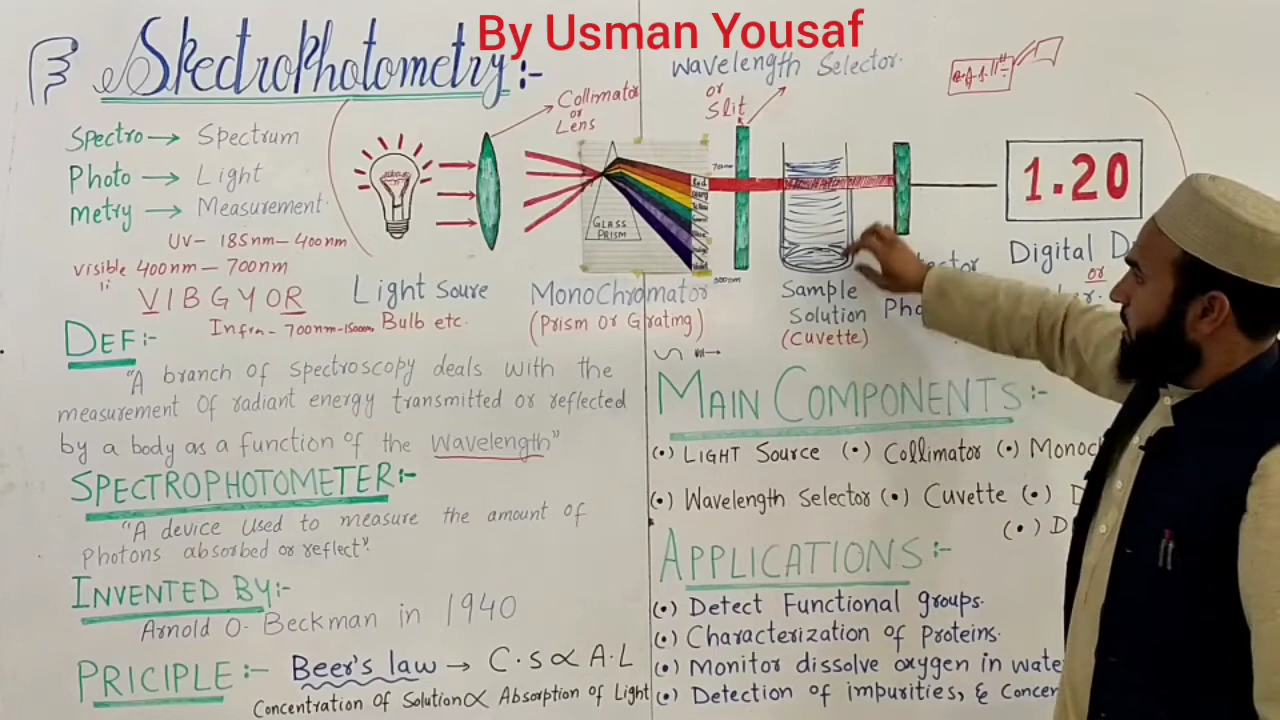 By Usman Yousaf
Skectrophotometry:-
Wavelength Selector.
or
Slit
Collimator
or
Lens
Spectro → Spectrum
Photo → Light
metry → Measurement.
UV- 185nm- 400nm
Visible 400nm - 700nm
VIBGYOR
Infra- 700nm-15000nm
Light Soure
Bulb etc.
GLASS
PRISM
Red
MonoChromator
(Prism Or Grating)
Sample
Solution
(Cuvette)
Pho
1.20
Digital D
or
DEF:-
"A branch of spectroscopy deals with the
measurement Of radiant energy transmitted or reflected
by a body as a function of the Wavelength"
SPECTROPHOTOMETER:-
"A device Used to measure the amount of
Photons absorbed or reflect".
INVENTED BY:-
Arnold O. Beckman in 1940
PRICIPLE:- Beer's law → C.S ∝ A.L
Concentration Of Solution ∝ Absorption of Light
MAIN COMPONENTS:-
(•) LIGHT Source (•) Collimator (•) Monoc
(•) Wavelength Selector (•) Cuvette (•) D
(•) D
APPLICATIONS:-
(•) Detect Functional groups.
(•) Characterization of Proteins.
(•) Monitor dissolve oxygen in wate
(•) Detection of impurities, & Concen